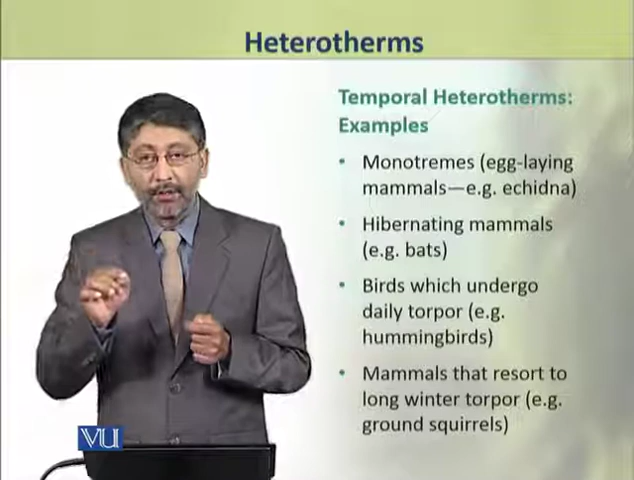 Heterotherms
Temporal Heterotherms:
Examples
• Monotremes (egg-laying
mammals—e.g. echidna)
• Hibernating mammals
(e.g. bats)
• Birds which undergo
daily torpor (e.g.
hummingbirds)
• Mammals that resort to
long winter torpor (e.g.
ground squirrels)
VU